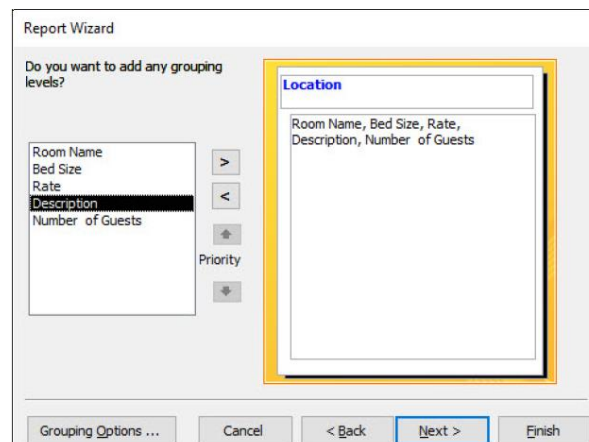 Report Wizard
Do you want to add any grouping
levels?
Room Name
Bed Size
Rate
Description
Number  of Guests
>
<
Priority
Location
Room Name, Bed Size, Rate,
Description, Number  of Guests
Grouping Options ...
Cancel
< Back
Next >
Finish